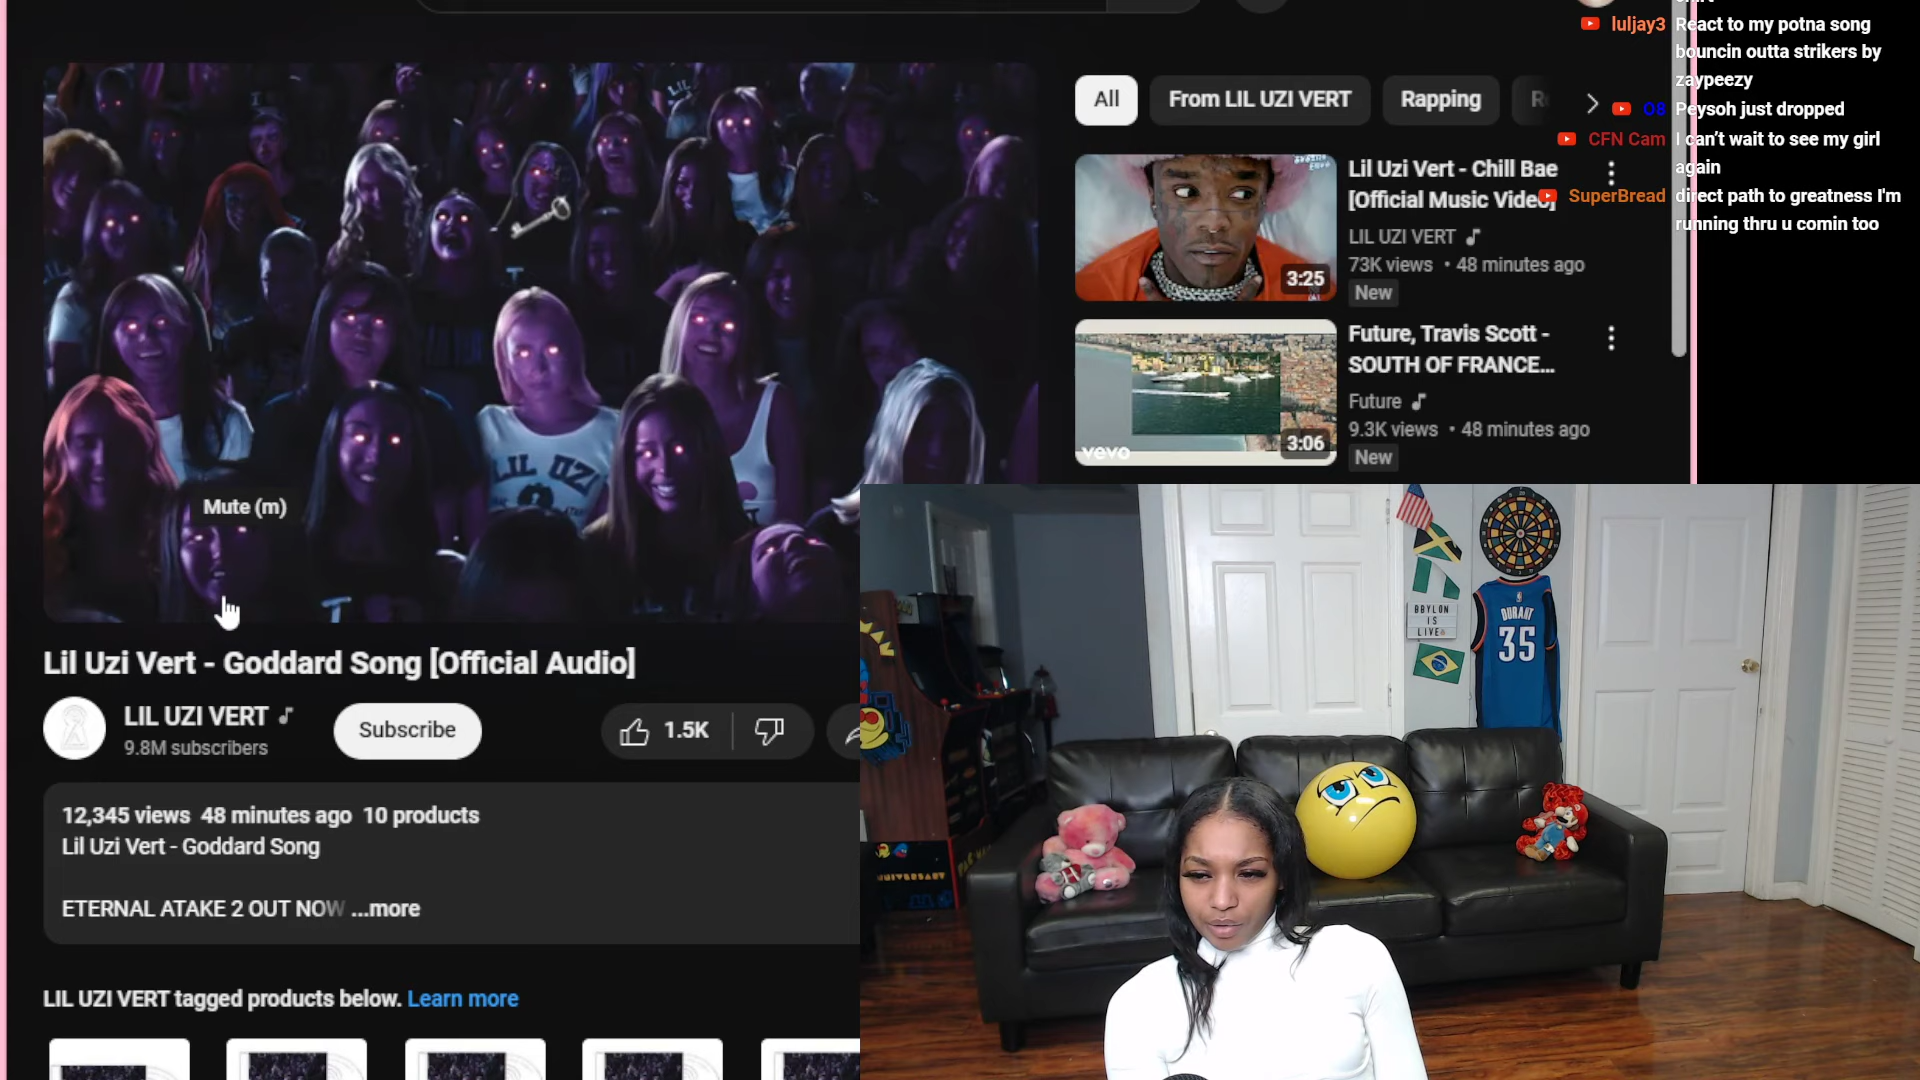 luljay3 React to my potna song
bouncin outta strikers by
zaypeezy
O8 Peysoh just dropped
CFN Cam I can't wait to see my girl
again
SuperBread direct path to greatness I'm
running thru u comin too
All From LIL UZI VERT Rapping
Lil Uzi Vert - Chill Bae
[Official Music Video]
LIL UZI VERT
73K views • 48 minutes ago
New
3:25
Future, Travis Scott -
SOUTH OF FRANCE...
Future
9.3K views • 48 minutes ago
New
3:06
vevo
LIL UZI
Mute (m)
Lil Uzi Vert - Goddard Song [Official Audio]
LIL UZI VERT
9.8M subscribers
Subscribe
1.5K
12,345 views 48 minutes ago 10 products
Lil Uzi Vert - Goddard Song
ETERNAL ATAKE 2 OUT NOW ...more
LIL UZI VERT tagged products below. Learn more
BBYLON
IS
LIVE
DURANT
35